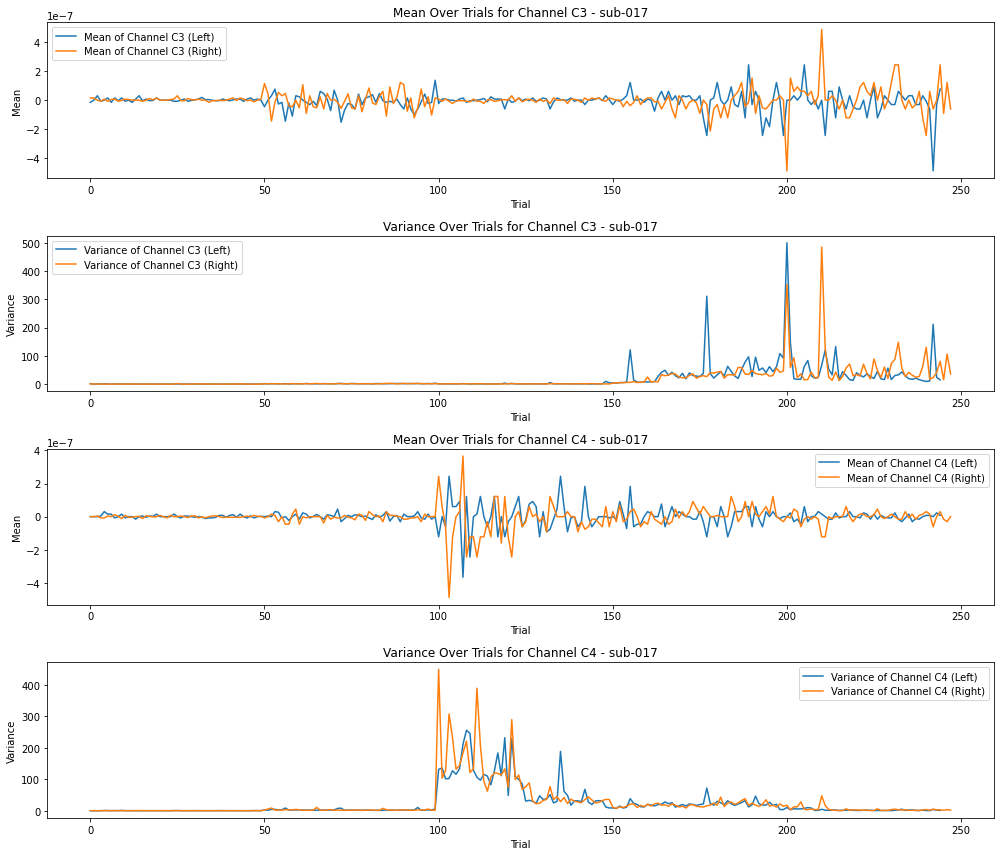 Mean Over Trials for Channel C3 - sub-017
1e−7
Mean of Channel C3 (Left)
Mean of Channel C3 (Right)
4
2
0
−2
−4
Mean
0 50 100 150 200 250
Trial
Variance Over Trials for Channel C3 - sub-017
Variance of Channel C3 (Left)
Variance of Channel C3 (Right)
500
400
300
200
100
0
Variance
0 50 100 150 200 250
Trial
Mean Over Trials for Channel C4 - sub-017
1e−7
Mean of Channel C4 (Left)
Mean of Channel C4 (Right)
4
2
0
−2
−4
Mean
0 50 100 150 200 250
Trial
Variance Over Trials for Channel C4 - sub-017
Variance of Channel C4 (Left)
Variance of Channel C4 (Right)
400
300
200
100
0
Variance
0 50 100 150 200 250
Trial